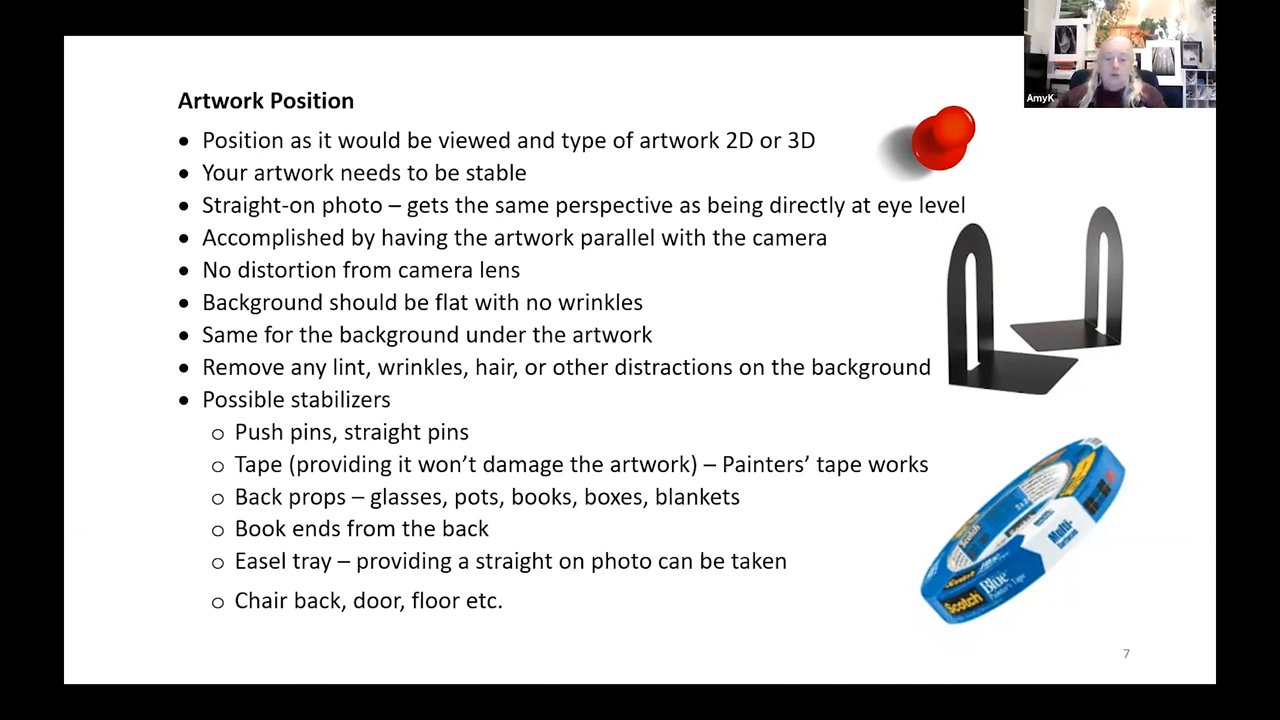 AmyK
Artwork Position
• Position as it would be viewed and type of artwork 2D or 3D
• Your artwork needs to be stable
• Straight-on photo – gets the same perspective as being directly at eye level
• Accomplished by having the artwork parallel with the camera
• No distortion from camera lens
• Background should be flat with no wrinkles
• Same for the background under the artwork
• Remove any lint, wrinkles, hair, or other distractions on the background
• Possible stabilizers
o Push pins, straight pins
o Tape (providing it won’t damage the artwork) – Painters’ tape works
o Back props – glasses, pots, books, boxes, blankets
o Book ends from the back
o Easel tray – providing a straight on photo can be taken
o Chair back, door, floor etc.
Scotch
Blue
Painter's Tape
Multi-
Scotch
7